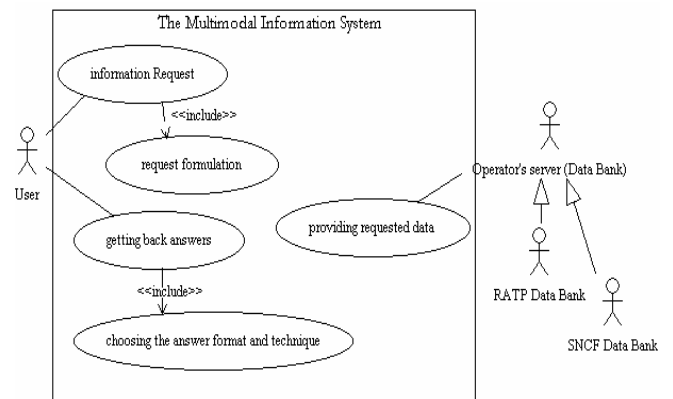 The Multimodal Information System
information Request
<<include>>
request formulation
User
Operator's server (Data Bank)
getting back answers
providing requested data
<<include>>
RATP Data Bank
choosing the answer format and technique
SNCF Data Bank